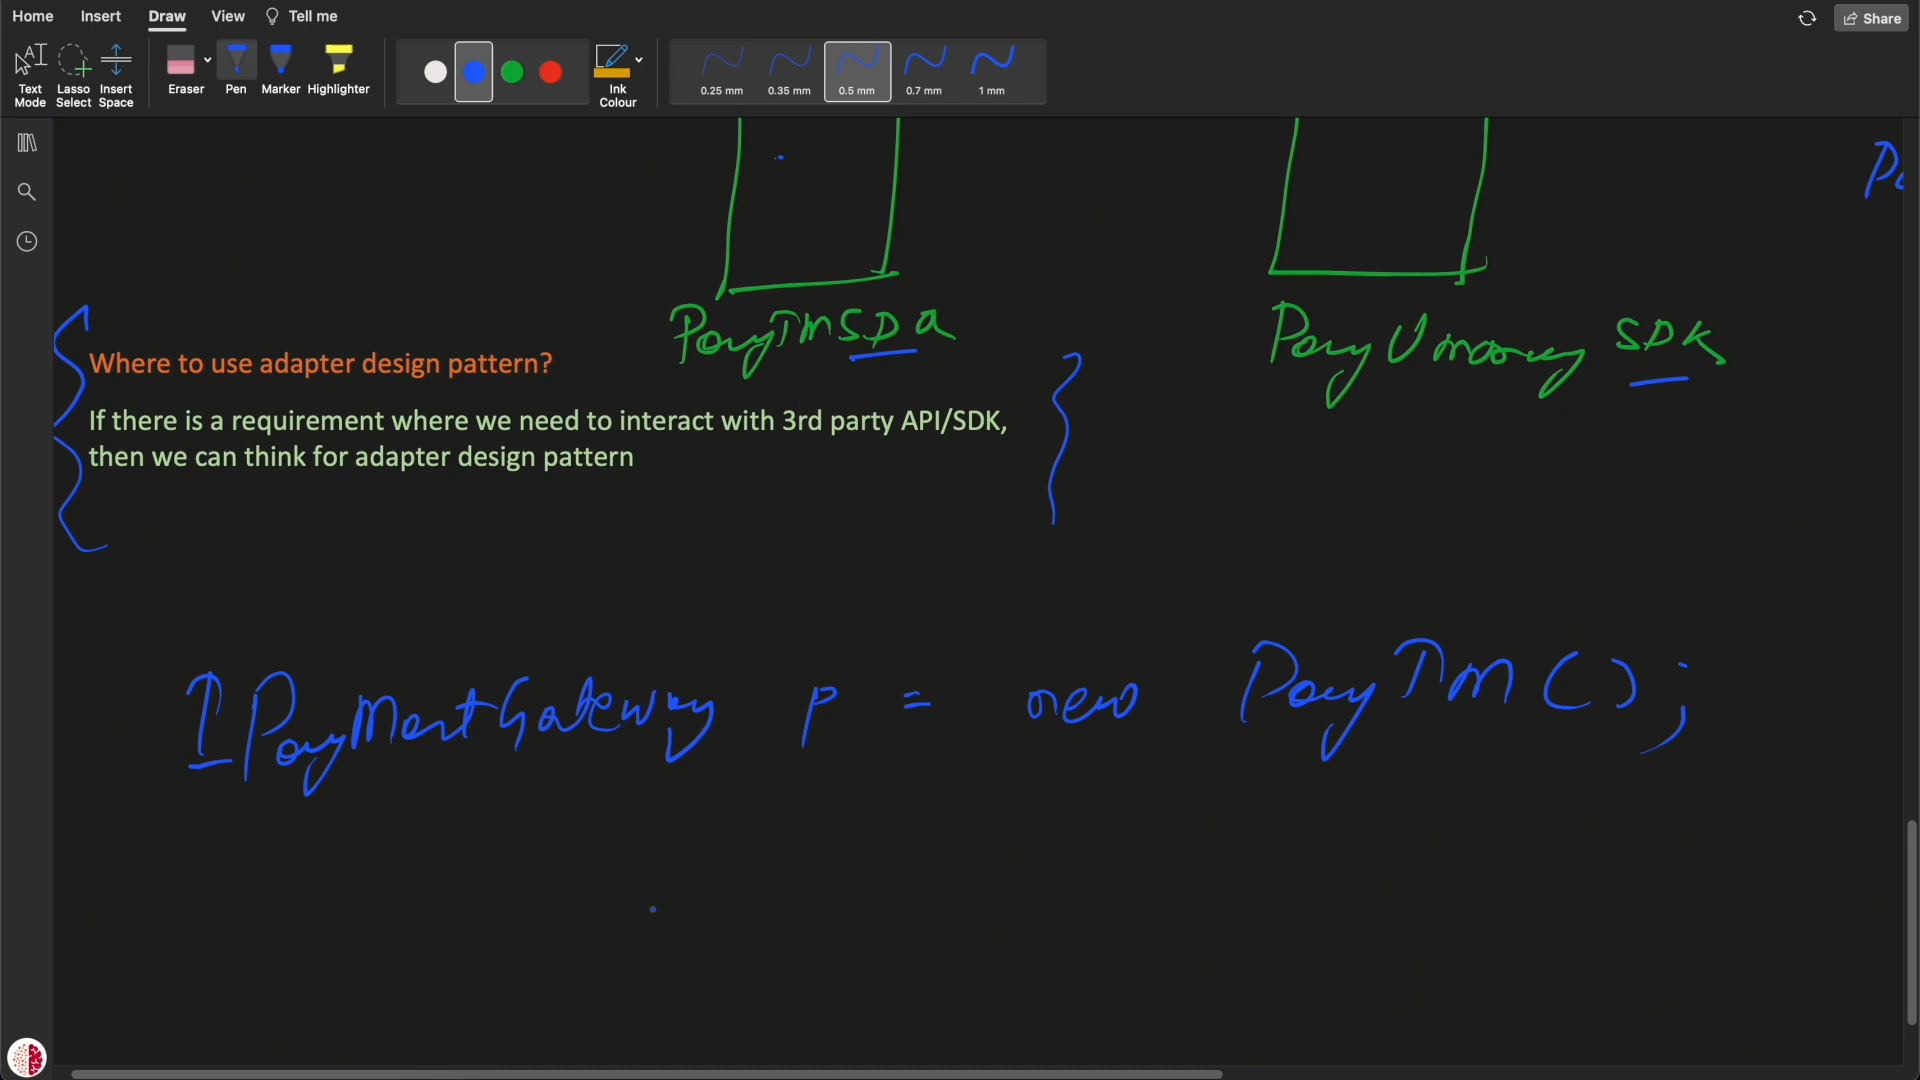 Home Insert Draw View Tell me
Share
Text Mode
Lasso Select
Insert Space
Eraser
Pen
Marker
Highlighter
Ink Colour
0.25 mm
0.35 mm
0.5 mm
0.7 mm
1 mm
PayTM SD
PayUmoney SDK
Where to use adapter design pattern?
If there is a requirement where we need to interact with 3rd party API/SDK,
then we can think for adapter design pattern
IPaymentGateway p = new PayTM();